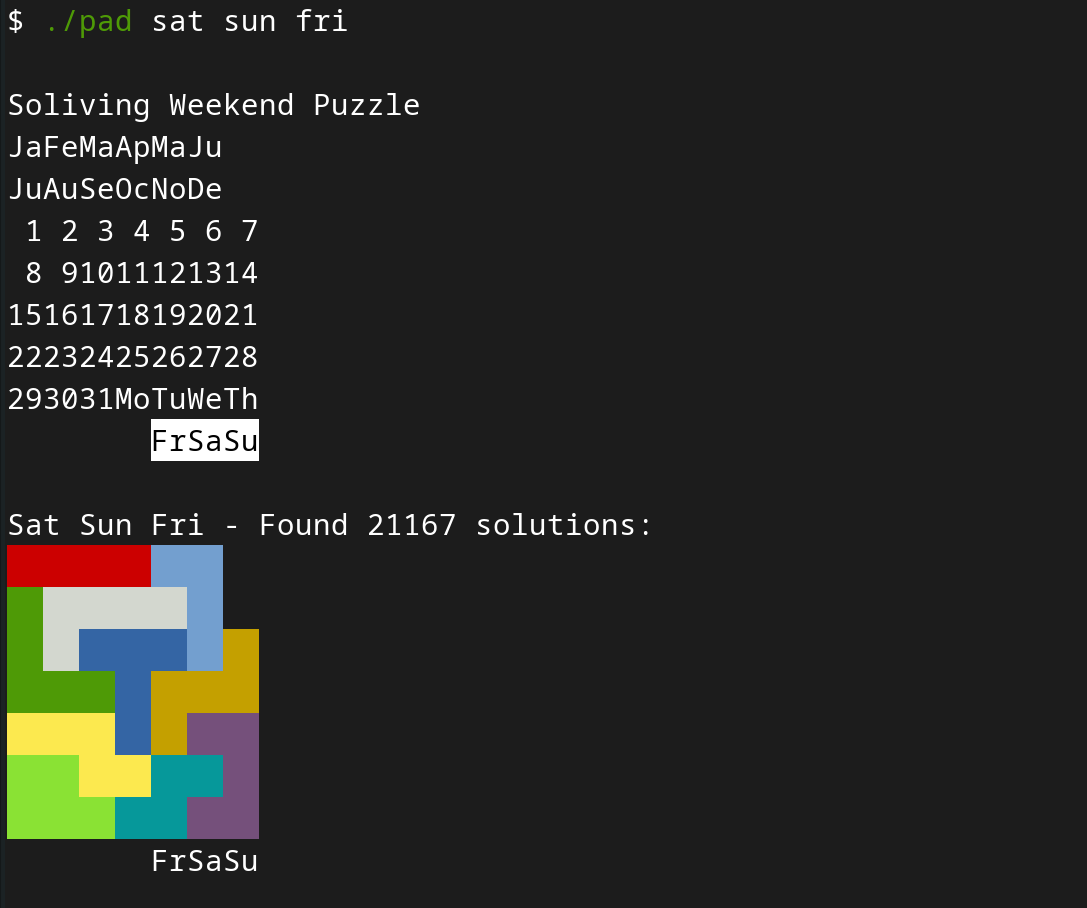 $ ./pad sat sun fri
Soliving Weekend Puzzle
JaFeMaApMaJu
JuAuSeOcNoDe
 1 2 3 4 5 6 7
 8 91011121314
15161718192021
22232425262728
293031MoTuWeTh
        FrSaSu
Sat Sun Fri - Found 21167 solutions:
        FrSaSu